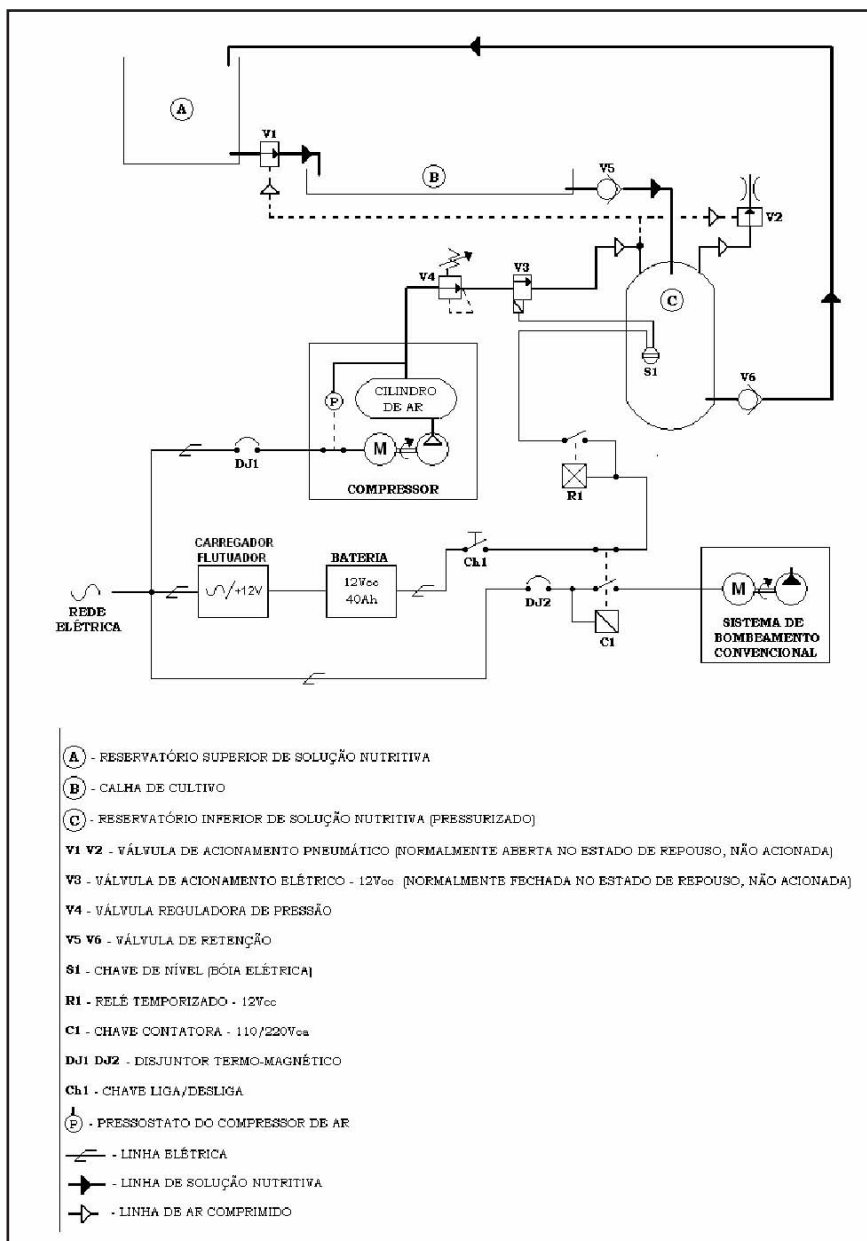 A
V1
B
V5
V2
V4
V3
C
S1
CILINDRO
DE AR
P
V6
M
DJ1
COMPRESSOR
R1
CARREGADOR
FLUTUADOR
BATERIA
/+12V
12Vcc
40Ah
Ch1
REDE
ELÉTRICA
DJ2
C1
M
SISTEMA DE
BOMBEAMENTO
CONVENCIONAL
A - RESERVATÓRIO SUPERIOR DE SOLUÇÃO NUTRITIVA
B - CALHA DE CULTIVO
C - RESERVATÓRIO INFERIOR DE SOLUÇÃO NUTRITIVA (PRESSURIZADO)
V1 V2 - VÁLVULA DE ACIONAMENTO PNEUMÁTICO (NORMALMENTE ABERTA NO ESTADO DE REPOUSO, NÃO ACIONADA)
V3 - VÁLVULA DE ACIONAMENTO ELÉTRICO - 12Vcc (NORMALMENTE FECHADA NO ESTADO DE REPOUSO, NÃO ACIONADA)
V4 - VÁLVULA REGULADORA DE PRESSÃO
V5 V6 - VÁLVULA DE RETENÇÃO
S1 - CHAVE DE NÍVEL (BÓIA ELÉTRICA)
R1 - RELÉ TEMPORIZADO - 12Vcc
C1 - CHAVE CONTATORA - 110/220Vca
DJ1 DJ2 - DISJUNTOR TERMO-MAGNÉTICO
Ch1 - CHAVE LIGA/DESLIGA
P - PRESSOSTATO DO COMPRESSOR DE AR
- LINHA ELÉTRICA
- LINHA DE SOLUÇÃO NUTRITIVA
- LINHA DE AR COMPRIMIDO